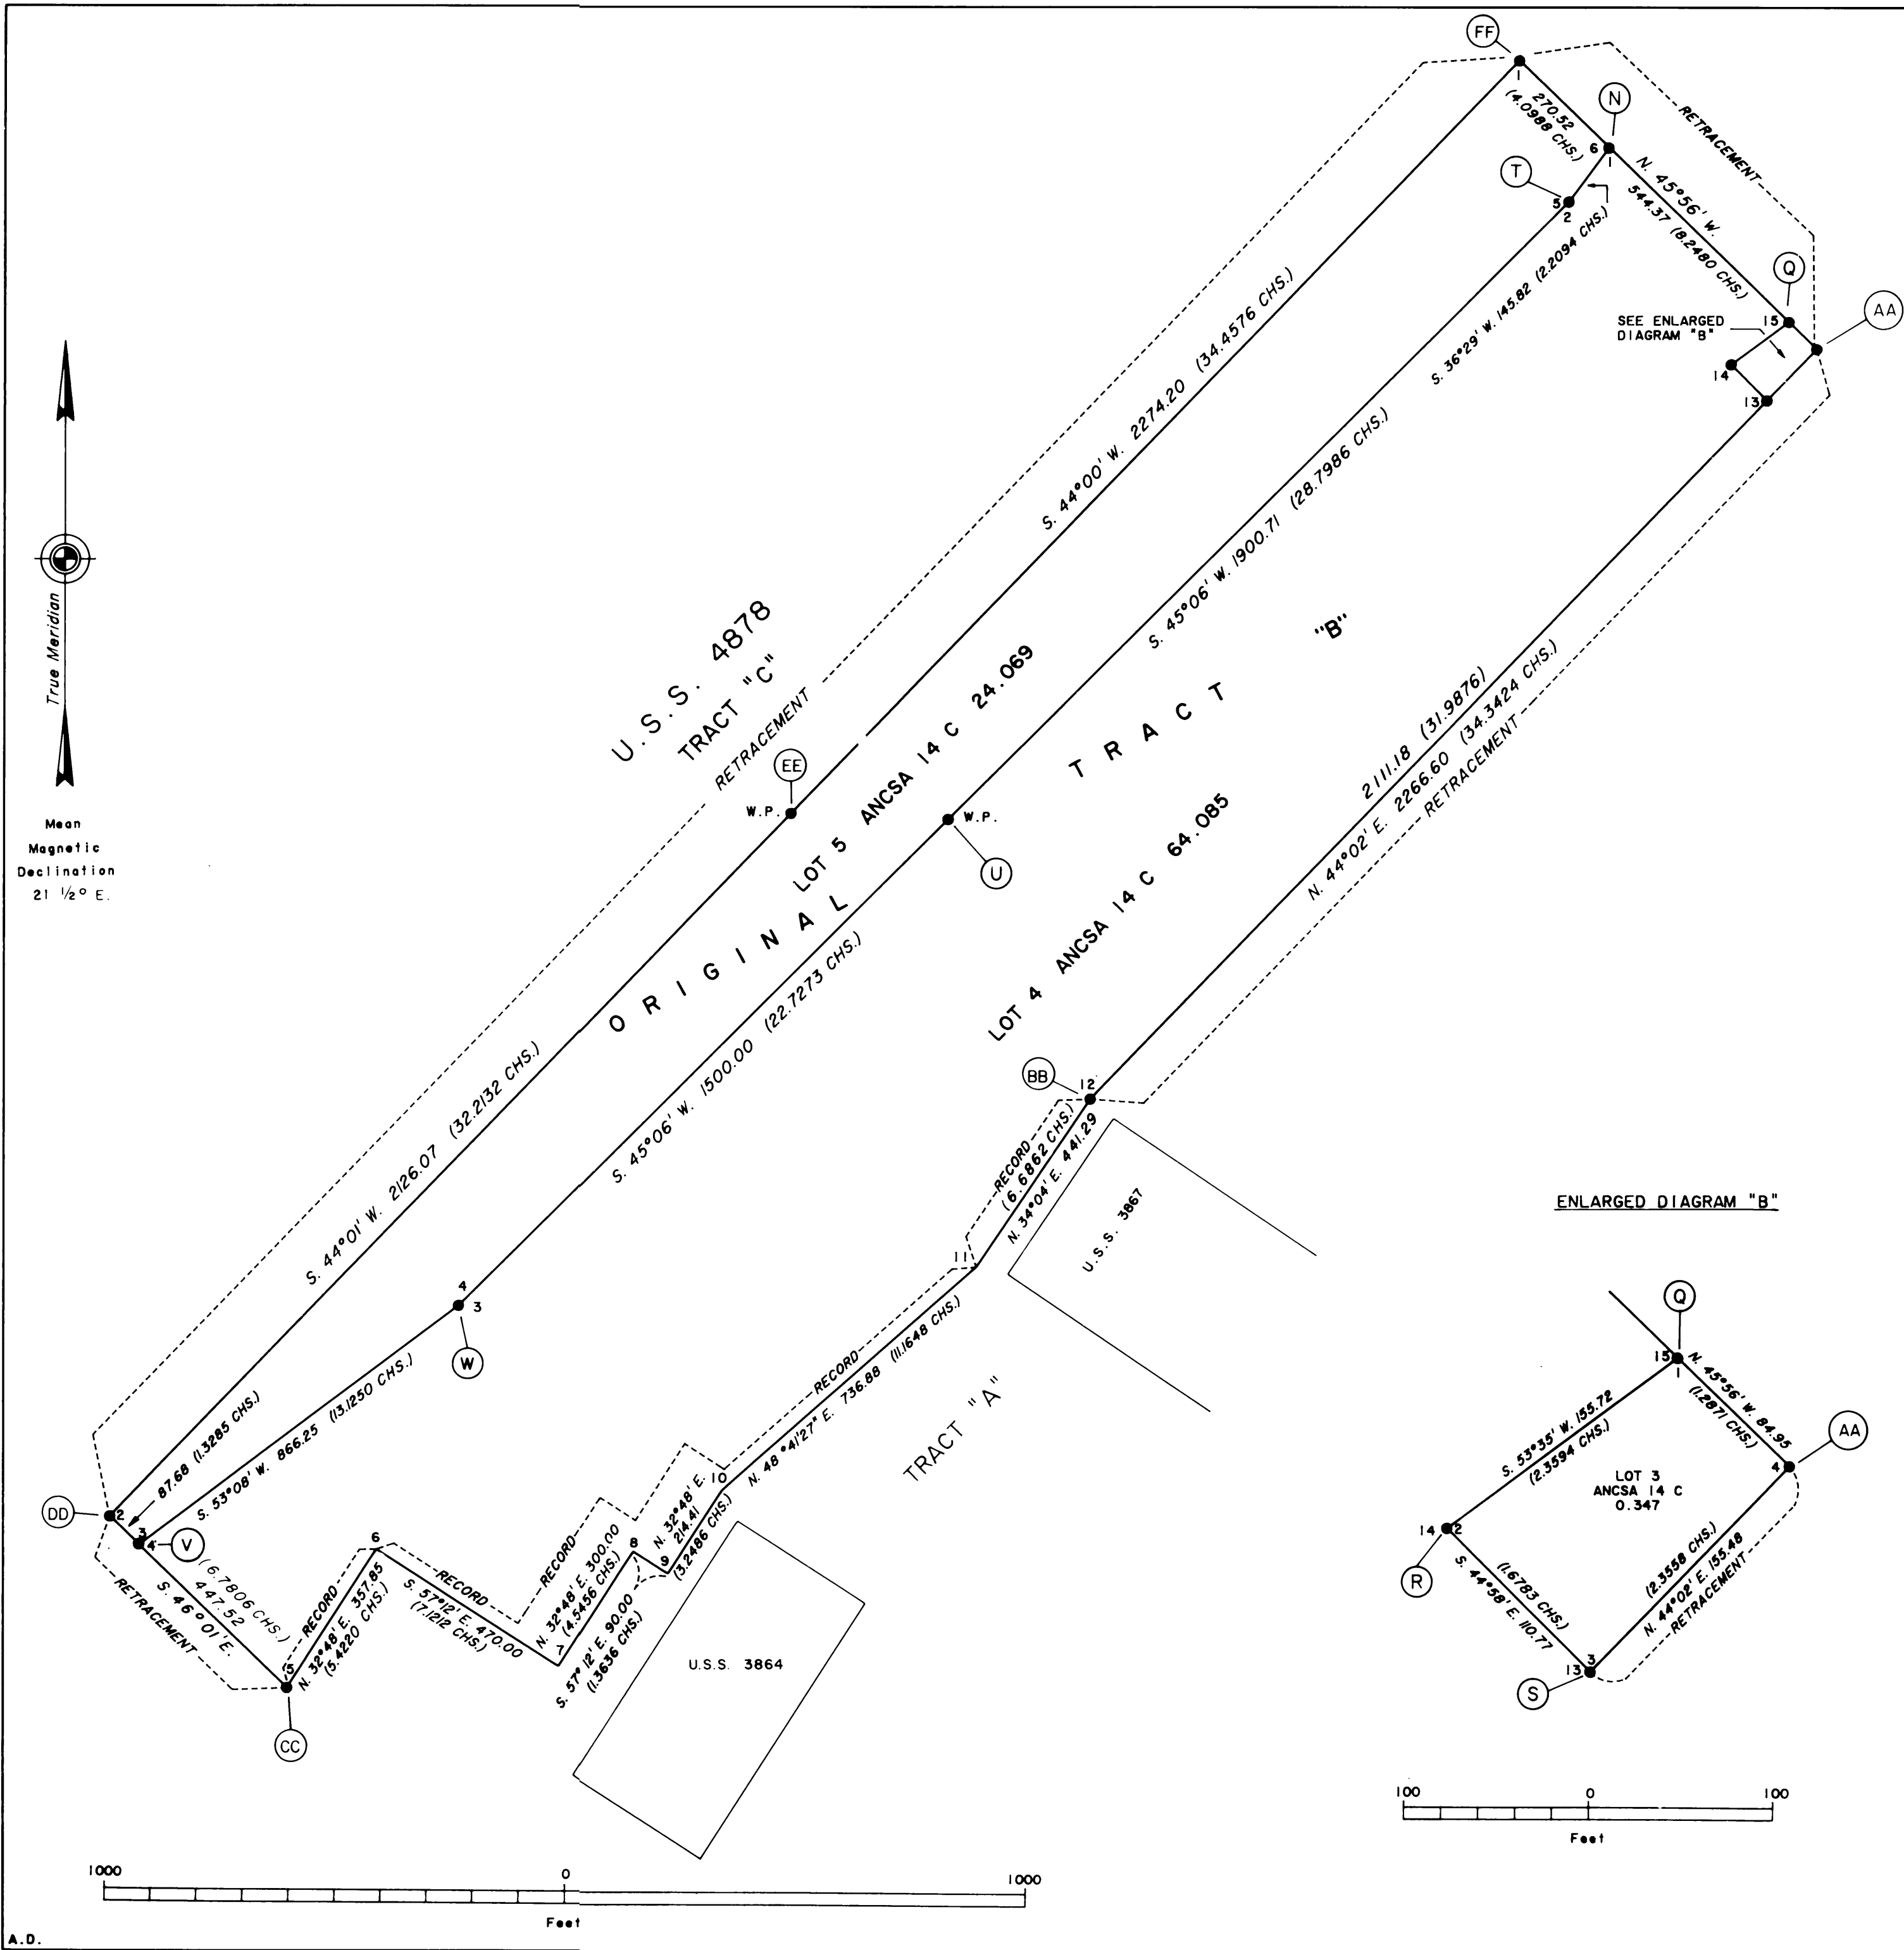 FF
1
270.52
(4.0988 CHS.)
N
6
1
T
5
2
RETRACEMENT
N. 45°56' W.
544.37 (8.2480 CHS.)
S. 36°29' W. 145.82 (2.2094 CHS.)
Q
15
AA
SEE ENLARGED
DIAGRAM "B"
14
13
S. 44°00' W. 2274.20 (34.4576 CHS.)
S. 45°06' W. 1900.71 (28.7986 CHS.)
True Meridian
Mean
Magnetic
Declination
21 1/2° E.
U.S.S. 4878
TRACT "C"
RETRACEMENT
EE
W.P.
LOT 5 ANCSA 14 C 24.069
ORIGINAL
TRACT "B"
W.P.
U
LOT 4 ANCSA 14 C 64.085
2111.18 (31.9876)
N. 44°02' E. 2266.60 (34.3424 CHS.)
RETRACEMENT
S. 44°01' W. 2126.07 (32.2132 CHS.)
S. 45°06' W. 1500.00 (22.7273 CHS.)
BB
12
RECORD
(6.6862 CHS.)
N. 34°04' E. 441.29
11
U.S.S. 3867
4
3
W
S. 53°08' W. 866.25 (13.1250 CHS.)
87.68 (1.3285 CHS.)
DD
2
3
4
V
(6.7806 CHS.)
447.52
S. 46°01' E.
RETRACEMENT
5
CC
6
RECORD
N. 32°48' E. 357.85
(5.4220 CHS.)
RECORD
S. 57°12' E. 470.00
(7.1212 CHS.)
7
RECORD
N. 32°48' E. 300.00
(4.5456 CHS.)
8
S. 57°12' E. 90.00
(1.3636 CHS.)
9
N. 32°48' E.
214.41
(3.2486 CHS.)
10
RECORD
N. 48°41'27" E. 736.88 (11.1648 CHS.)
TRACT "A"
U.S.S. 3864
ENLARGED DIAGRAM "B"
Q
15
1
N. 45°56' W. 84.95
(1.2871 CHS.)
AA
4
S. 53°35' W. 155.72
(2.3594 CHS.)
LOT 3
ANCSA 14 C
0.347
14
2
R
(1.6783 CHS.)
S. 44°58' E. 110.77
(2.3558 CHS.)
N. 44°02' E. 155.48
RETRACEMENT
13
3
S
100 0 100
Feet
1000 0 1000
Feet
A.D.